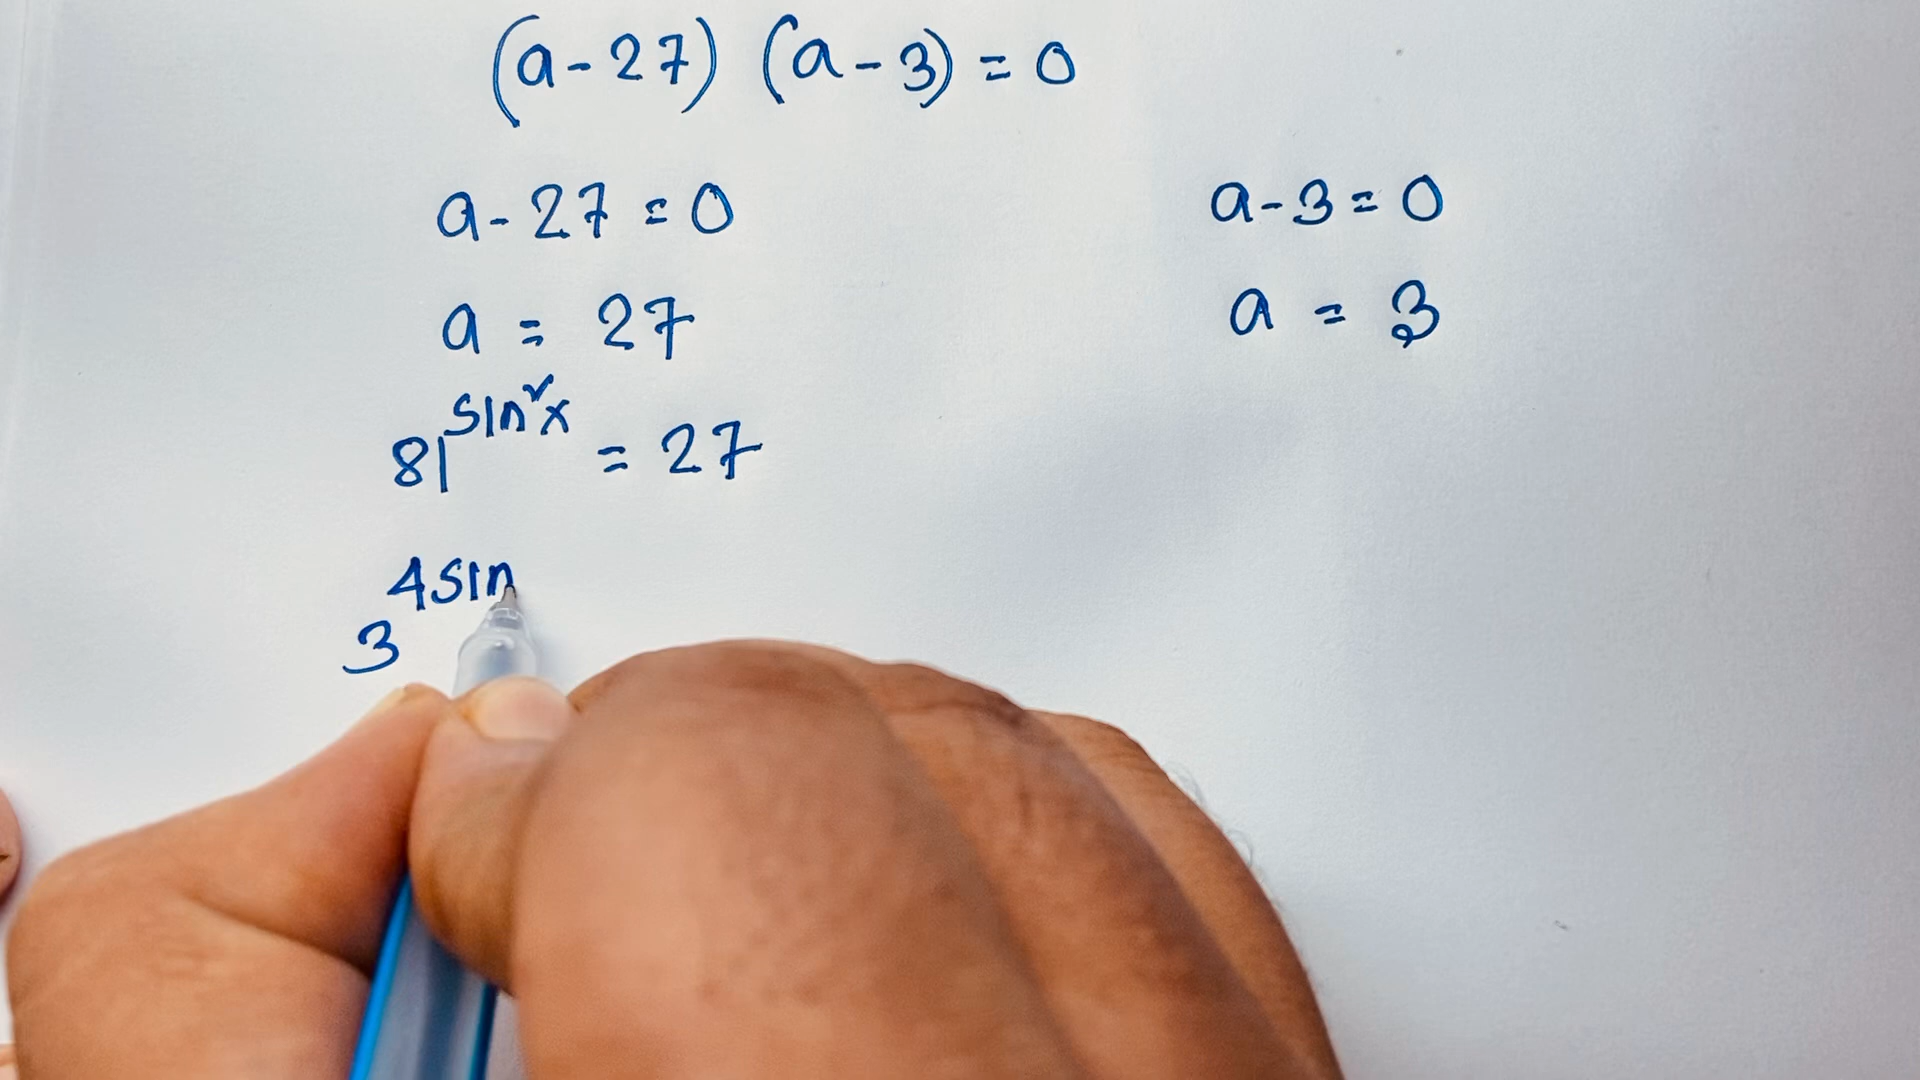 (a-27) (a-3) = 0
a-27 = 0
a-3 = 0
a = 27
a = 3
81^sin²x = 27
3^4sin